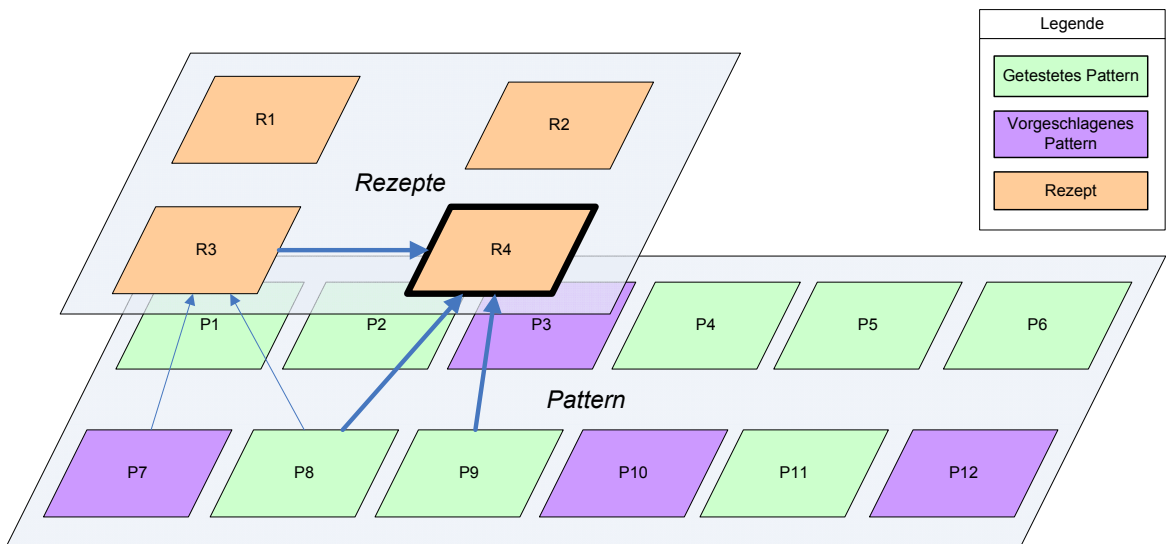 Legende
Getestetes Pattern
Vorgeschlagenes
Pattern
Rezept
R1
R2
Rezepte
R3
R4
P1
P2
P3
P4
P5
P6
Pattern
P7
P8
P9
P10
P11
P12